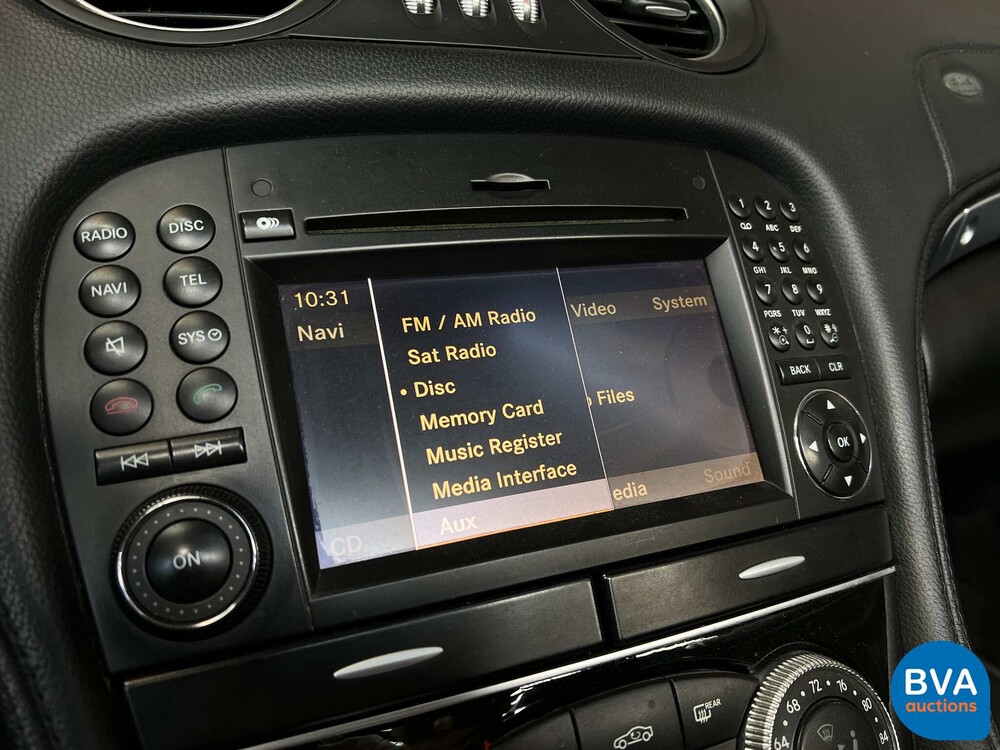 RADIO
DISC
NAVI
TEL
SYS
ON
10:31
Navi
FM / AM Radio
Sat Radio
• Disc
Memory Card
Music Register
Media Interface
Aux
CD
Video
System
Files
edia
Sound
1 2 3
ABC DEF
4 5 6
GHI JKL MNO
7 8 9
PQRS TUV WXYZ
* 0 #
BACK CLR
OK
REAR
64 68 72 76 80 84
BVA
auctions